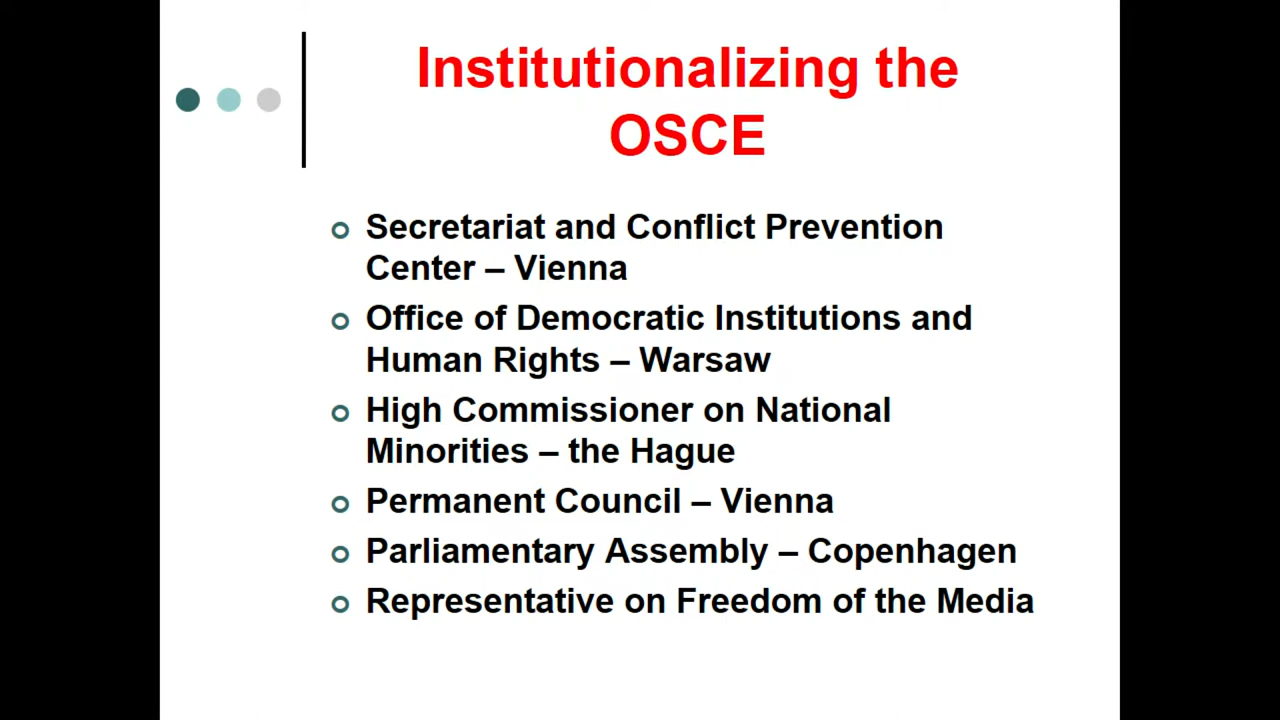 Institutionalizing the
OSCE
Secretariat and Conflict Prevention
Center – Vienna
Office of Democratic Institutions and
Human Rights – Warsaw
High Commissioner on National
Minorities – the Hague
Permanent Council – Vienna
Parliamentary Assembly – Copenhagen
Representative on Freedom of the Media